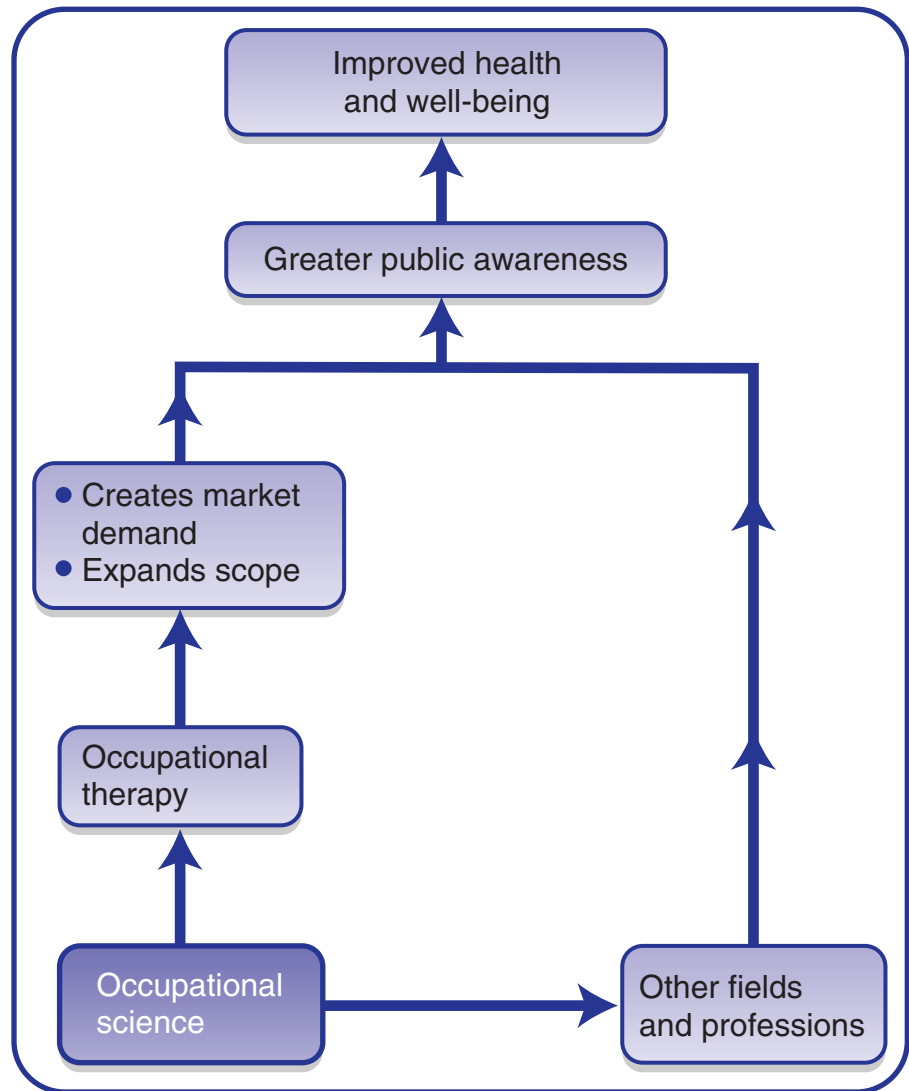 Improved health
and well-being
Greater public awareness
• Creates market
demand
• Expands scope
Occupational
therapy
Occupational
science
Other fields
and professions